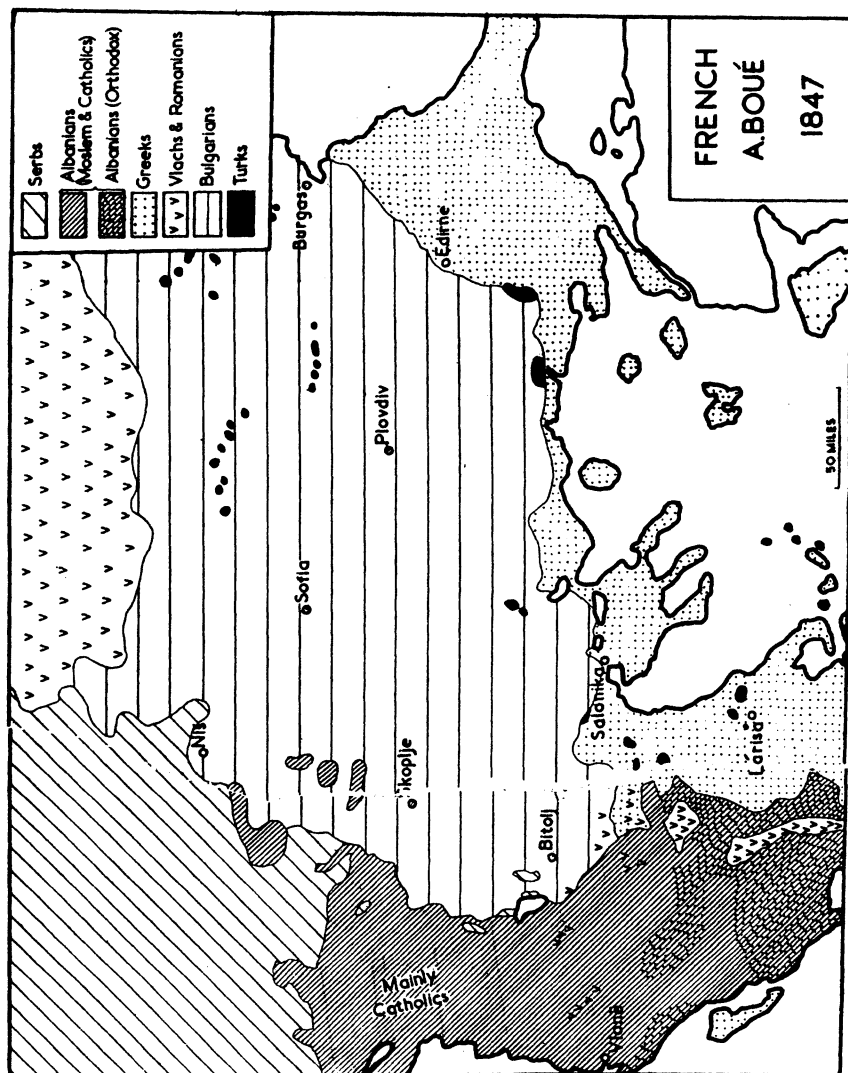 Serbs
Albanians
(Moslem & Catholics)
Albanians (Orthodox)
Greeks
Vlachs & Romanians
Bulgarians
Turks
FRENCH
A.BOUÉ
1847
Burgas
Edirne
Plovdiv
Sofia
Niš
Skoplje
Bitolj
Salonika
Larisa
Vlonë
Mainly
Catholics
50 MILES